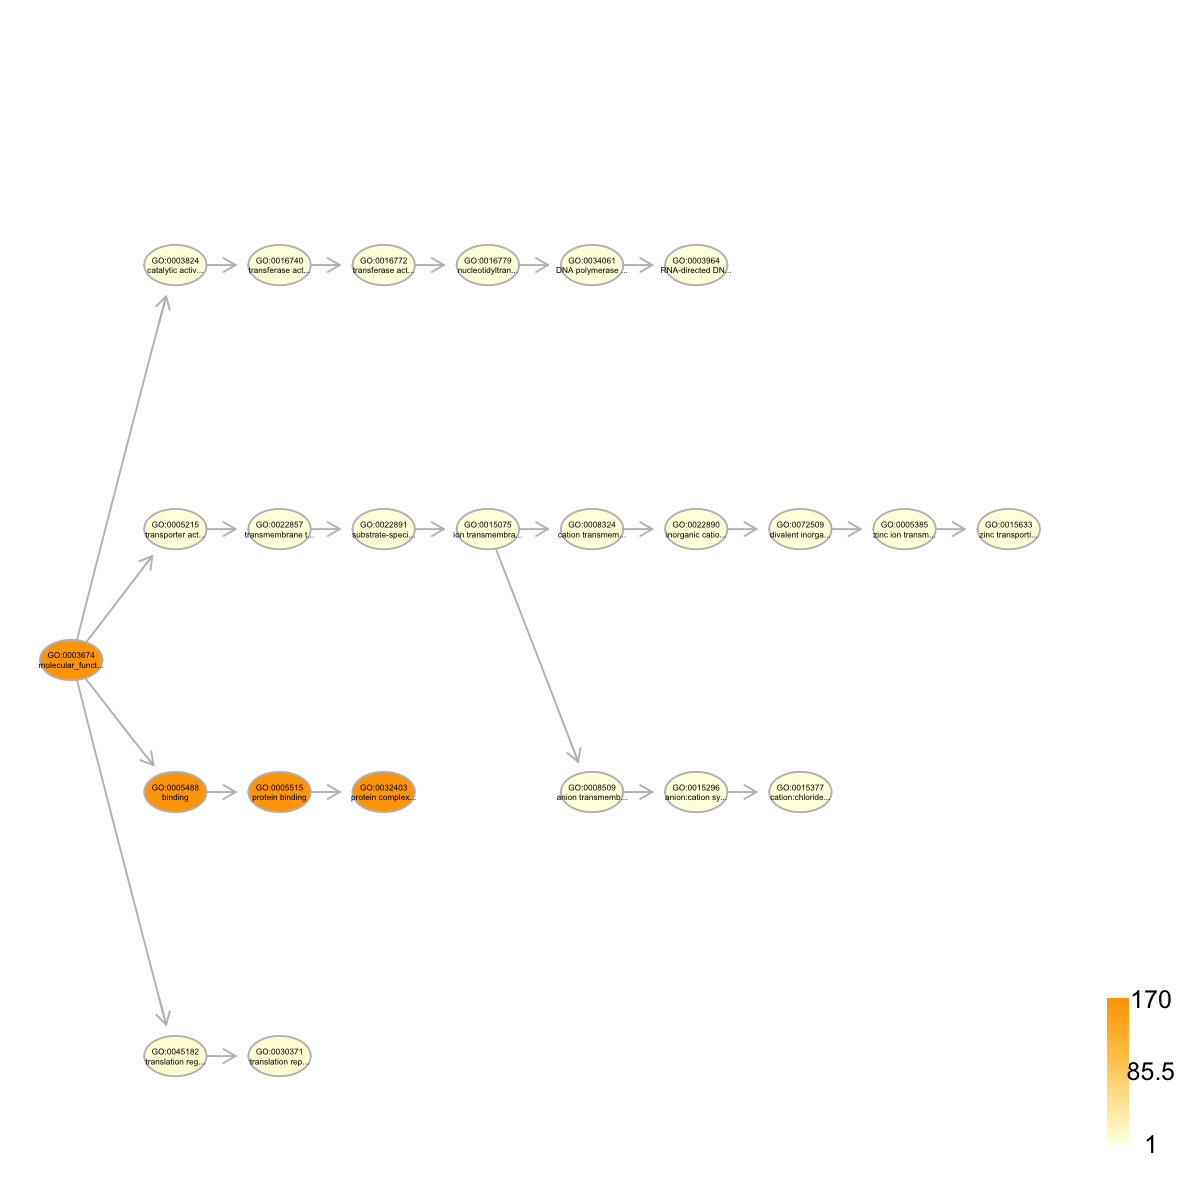 GO:0003824
catalytic activ...
GO:0016740
transferase act...
GO:0016772
transferase act...
GO:0016779
nucleotidyltran...
GO:0034061
DNA polymerase ...
GO:0003964
RNA-directed DN...
GO:0005215
transporter act...
GO:0022857
transmembrane t...
GO:0022891
substrate-speci...
GO:0015075
ion transmembra...
GO:0008324
cation transmem...
GO:0022890
inorganic catio...
GO:0072509
divalent inorga...
GO:0005385
zinc ion transm...
GO:0015633
zinc transporti...
GO:0003674
molecular_funct...
GO:0005488
binding
GO:0005515
protein binding
GO:0032403
protein complex...
GO:0008509
anion transmemb...
GO:0015296
anion:cation sy...
GO:0015377
cation:chloride...
GO:0045182
translation reg...
GO:0030371
translation rep...
170
85.5
1